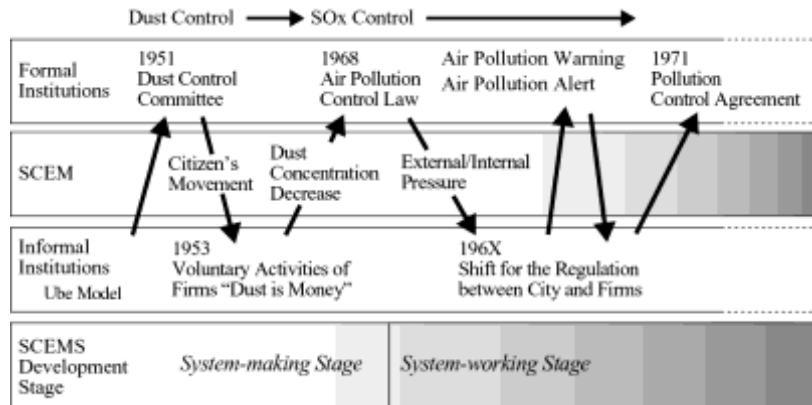 Dust Control
SOx Control
Formal
Institutions
1951
Dust Control
Committee
1968
Air Pollution
Control Law
Air Pollution Warning
Air Pollution Alert
1971
Pollution
Control Agreement
SCEM
Citizen's
Movement
Dust
Concentration
Decrease
External/Internal
Pressure
Informal
Institutions
Ube Model
1953
Voluntary Activities of
Firms “Dust is Money”
196X
Shift for the Regulation
between City and Firms
SCEMS
Development
Stage
System-making Stage
System-working Stage